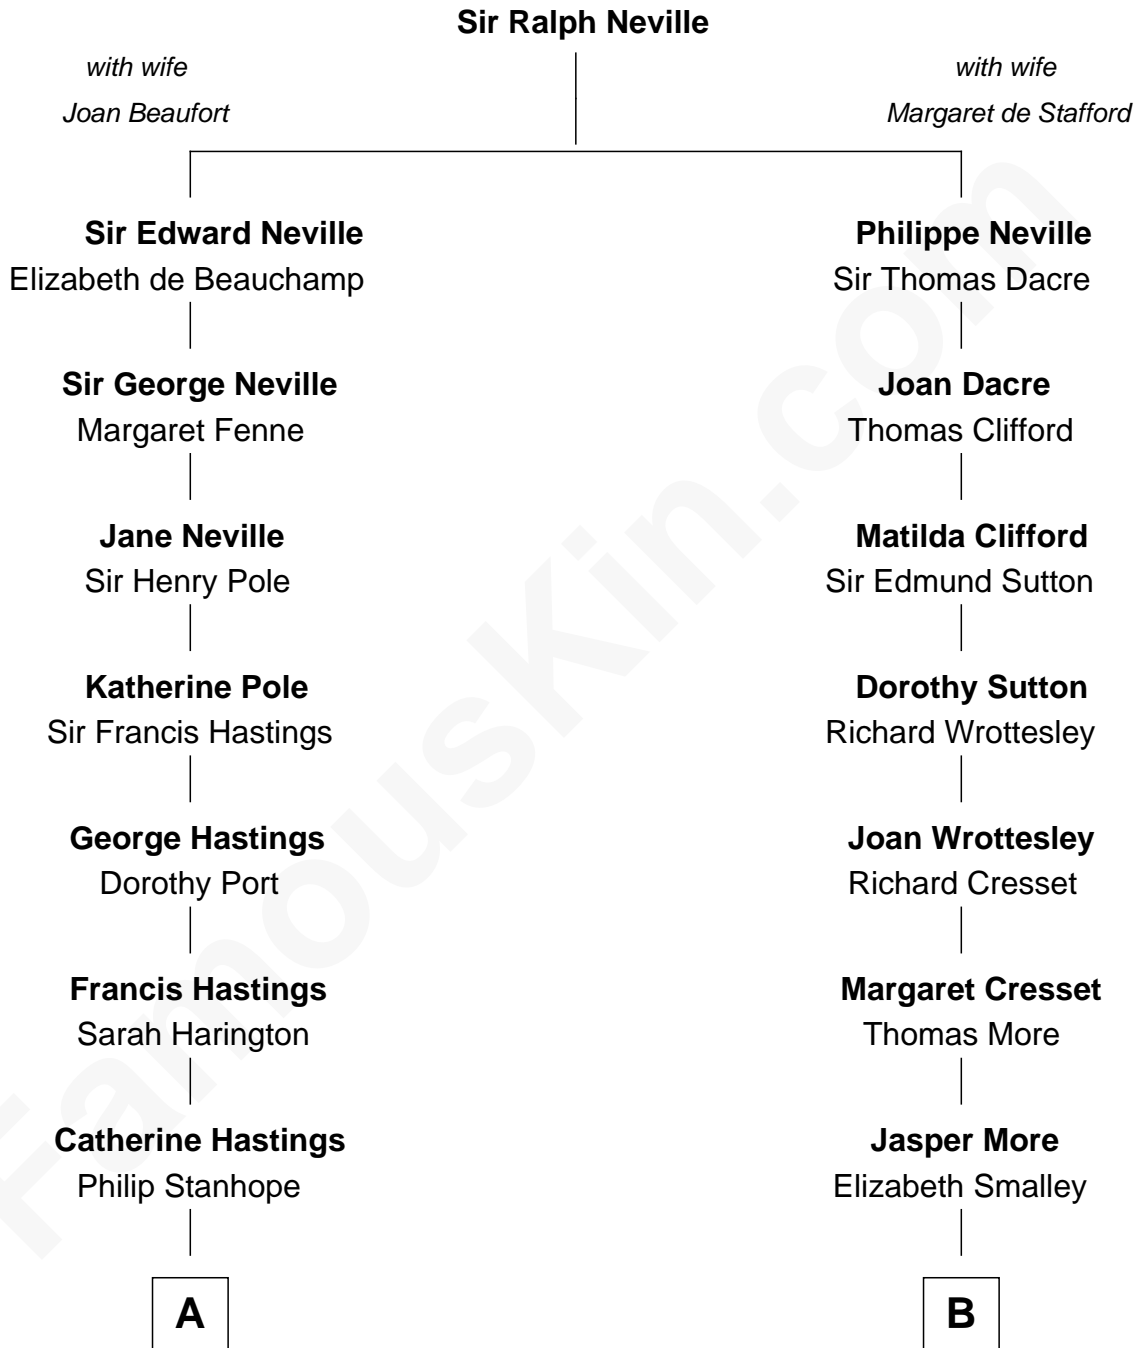 Sir Ralph Neville
with wife
Joan Beaufort
with wife
Margaret de Stafford
Sir Edward Neville
Elizabeth de Beauchamp
Philippe Neville
Sir Thomas Dacre
Sir George Neville
Margaret Fenne
Joan Dacre
Thomas Clifford
Jane Neville
Sir Henry Pole
Matilda Clifford
Sir Edmund Sutton
Katherine Pole
Sir Francis Hastings
Dorothy Sutton
Richard Wrottesley
George Hastings
Dorothy Port
Joan Wrottesley
Richard Cresset
Francis Hastings
Sarah Harington
Margaret Cresset
Thomas More
Catherine Hastings
Philip Stanhope
Jasper More
Elizabeth Smalley
A
B
FamousKin.com